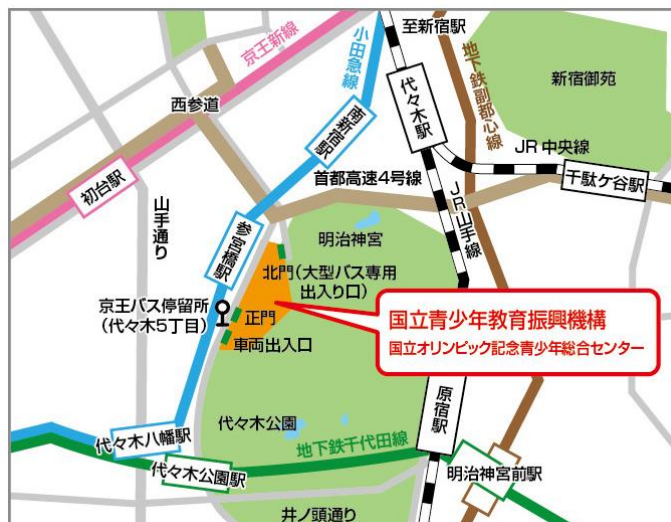 至新宿駅
京王新線
小田急線
地下鉄副都心線
新宿御苑
西参道
代々木駅
南新宿駅
JR中央線
千駄ケ谷駅
初台駅
首都高速4号線
JR山手線
山手通り
参宮橋駅
明治神宮
北門(大型バス専用
出入り口)
京王バス停留所
(代々木5丁目)
正門
車両出入口
国立青少年教育振興機構
国立オリンピック記念青少年総合センター
原宿駅
代々木公園
代々木八幡駅
地下鉄千代田線
代々木公園駅
明治神宮前駅
井ノ頭通り